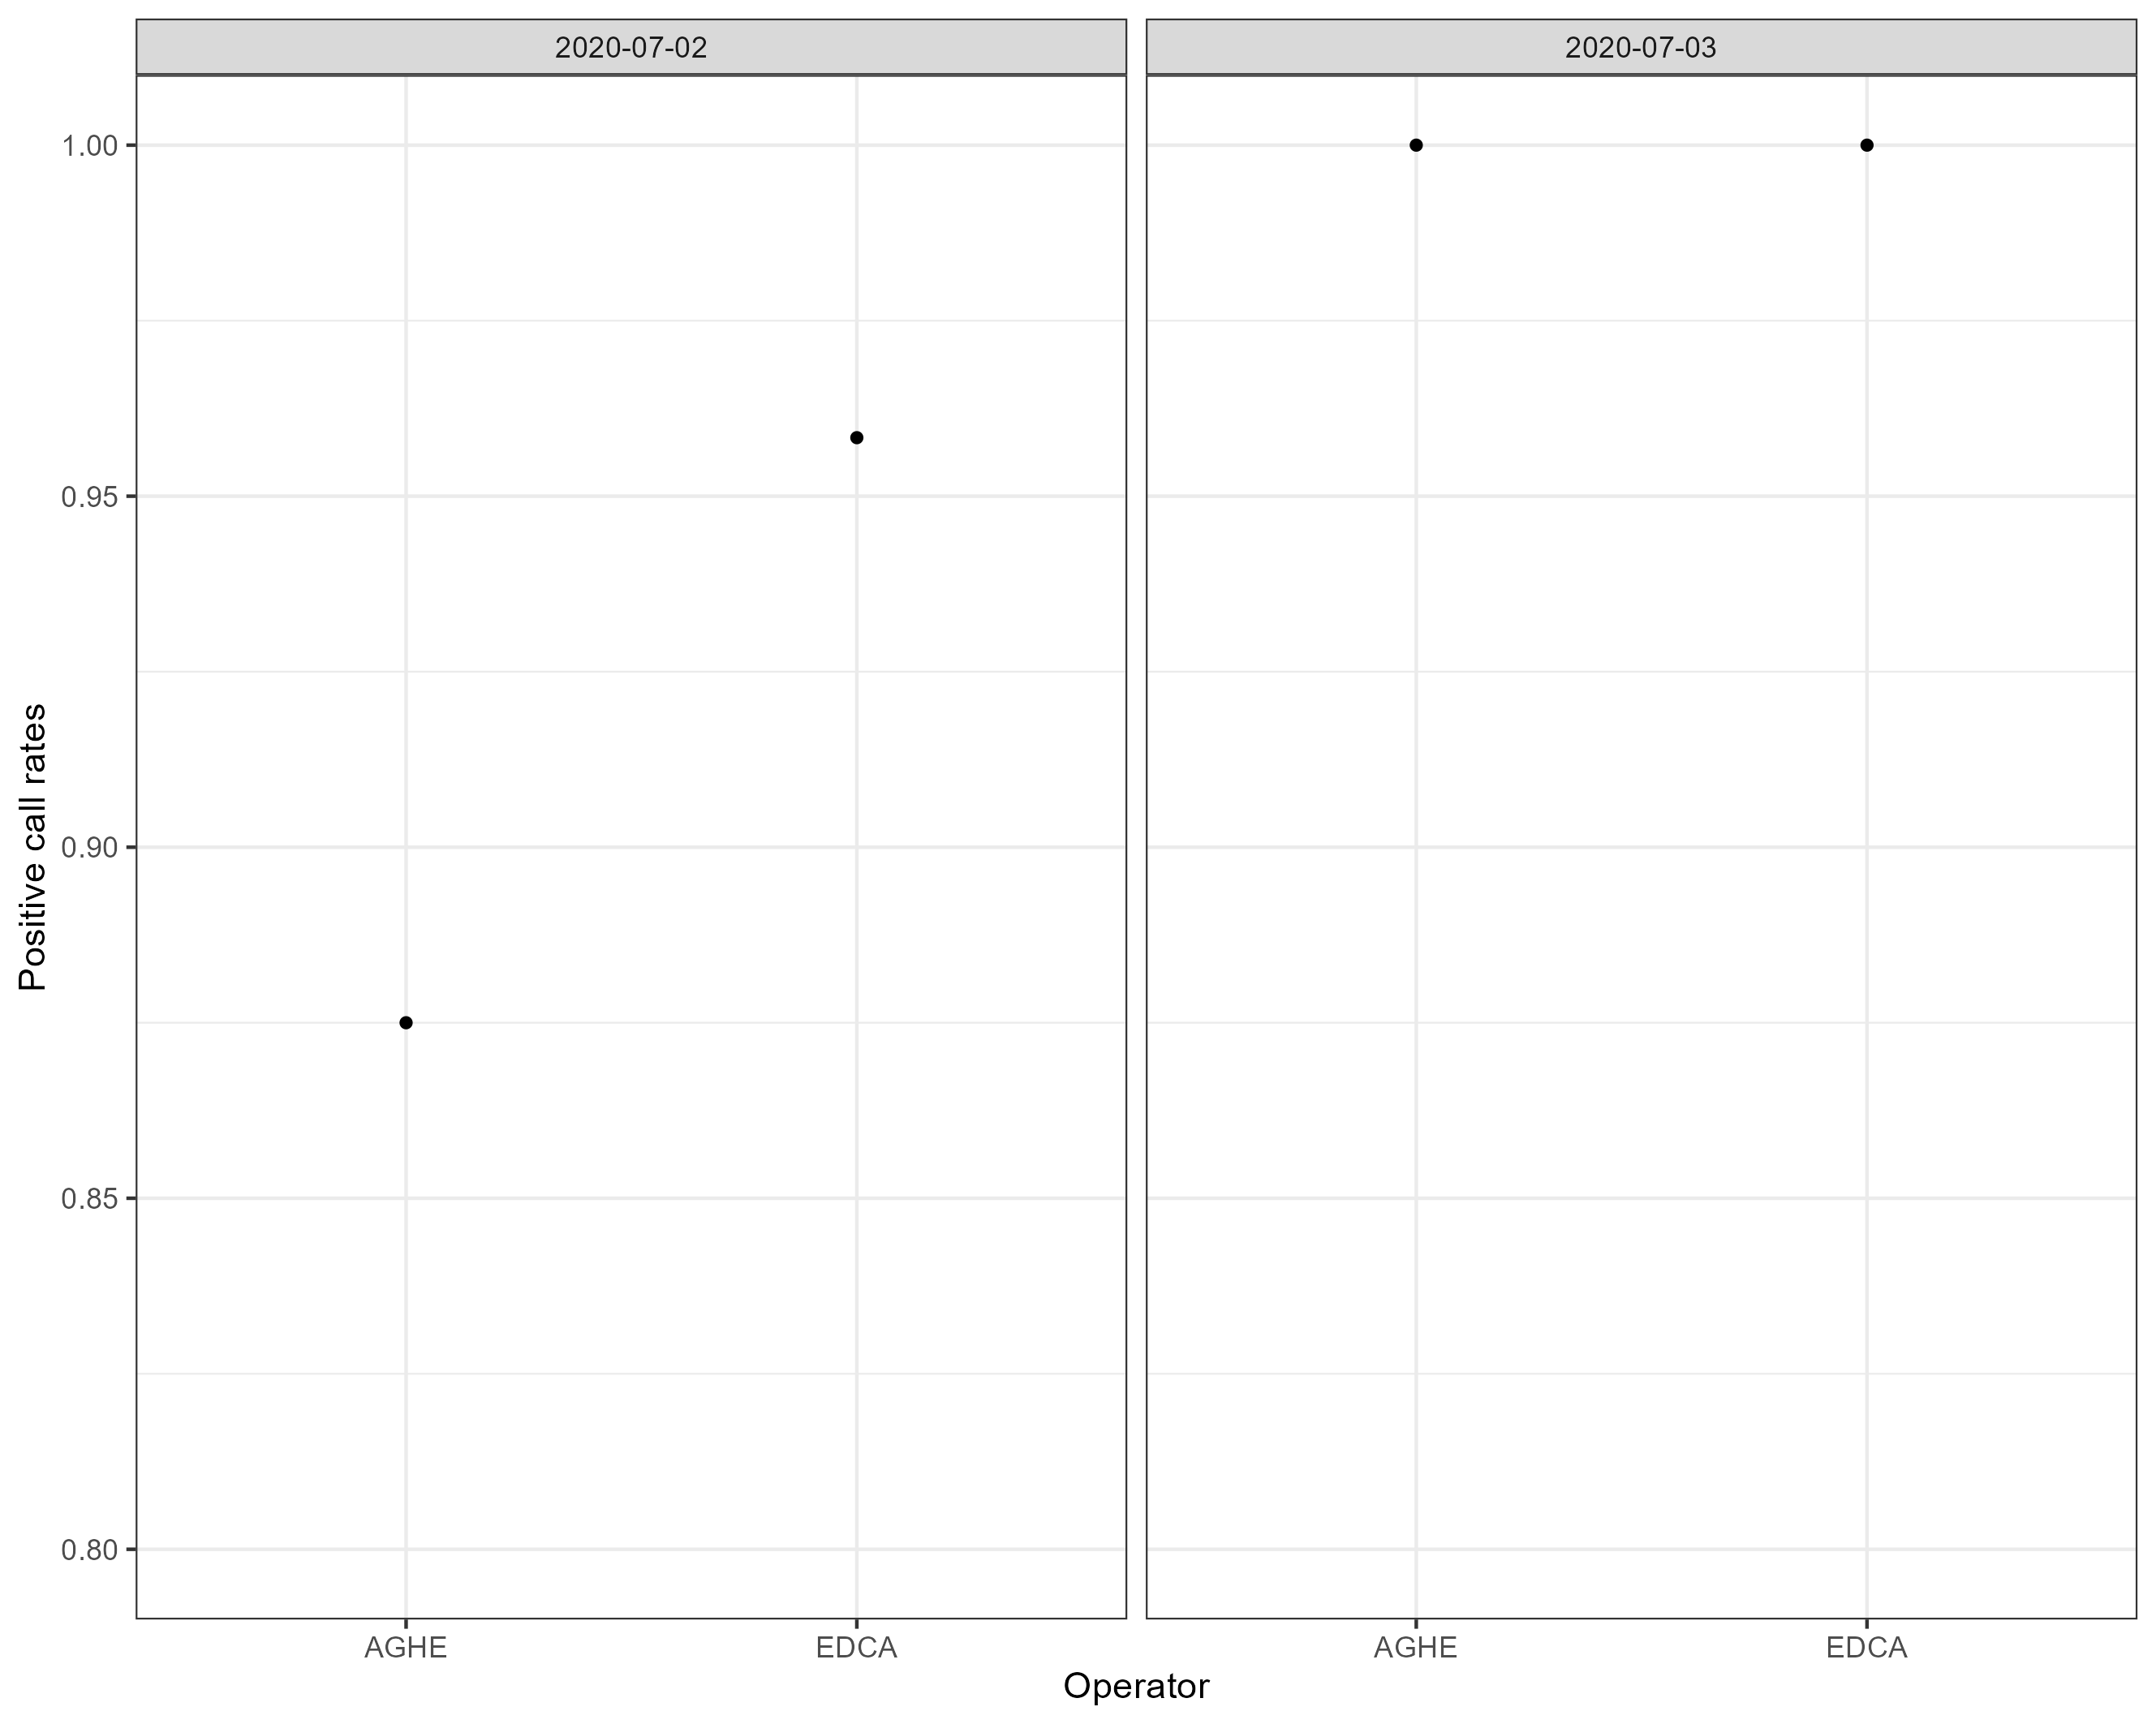 2020-07-02
2020-07-03
Positive call rates
1.00
0.95
0.90
0.85
0.80
AGHE
EDCA
AGHE
EDCA
Operator